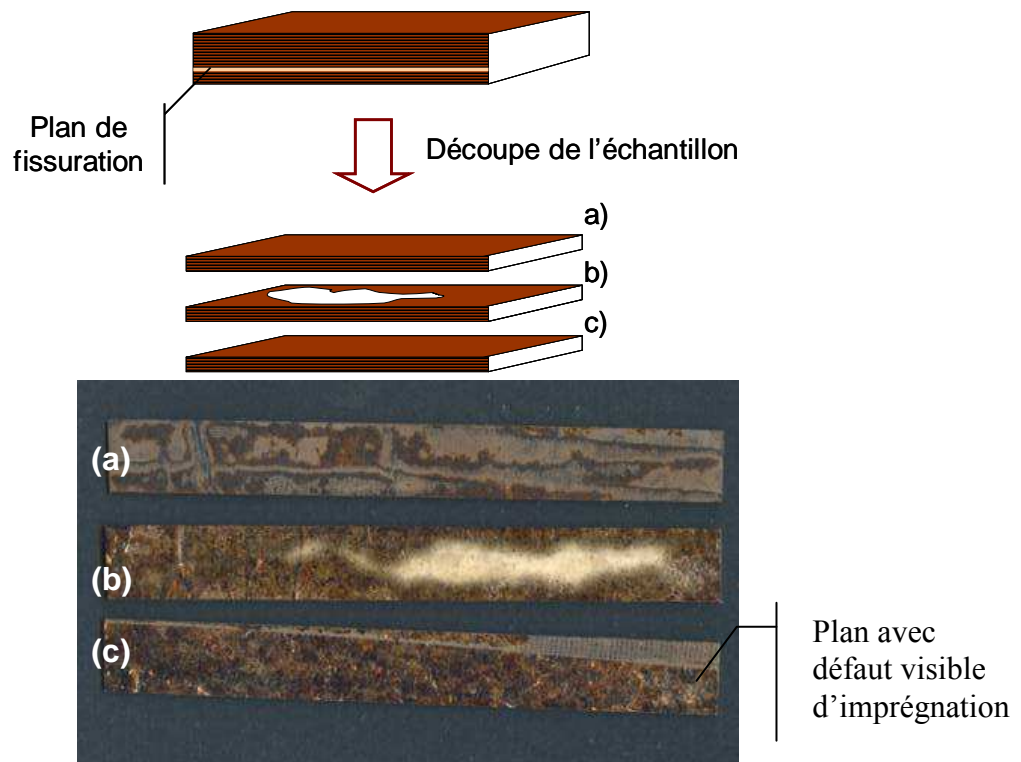 Plan de
fissuration
Découpe de l'échantillon
a)
b)
c)
(a)
(b)
(c)
Plan avec
défaut visible
d'imprégnation